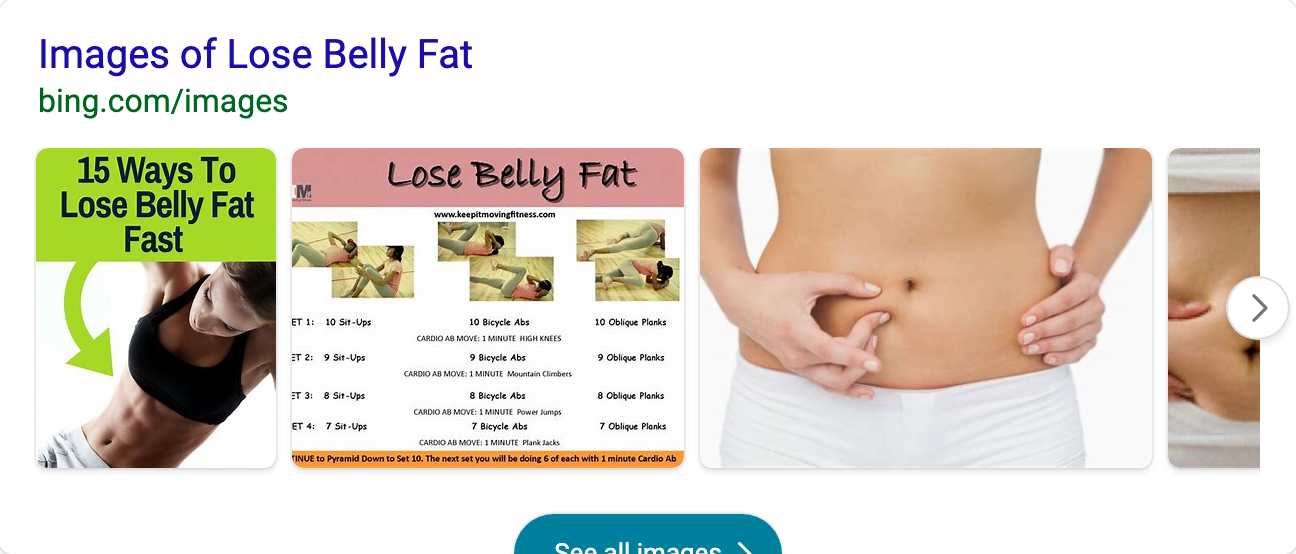 Images of Lose Belly Fat
bing.com/images
15 Ways To
Lose Belly Fat
Fast
Lose Belly Fat
M
www.keepitmovingfitness.com
ET 1: 10 Sit-Ups 10 Bicycle Abs 10 Oblique Planks
CARDIO AB MOVE: 1 MINUTE HIGH KNEES
ET 2: 9 Sit-Ups 9 Bicycle Abs 9 Oblique Planks
CARDIO AB MOVE: 1 MINUTE Mountain Climbers
ET 3: 8 Sit-Ups 8 Bicycle Abs 8 Oblique Planks
CARDIO AB MOVE: 1 MINUTE Power Jumps
ET 4: 7 Sit-Ups 7 Bicycle Abs 7 Oblique Planks
CARDIO AB MOVE: 1 MINUTE Plank Jacks
INUE to Pyramid Down to Set 10. The next set you will be doing 6 of each with 1 minute Cardio Ab
See all images